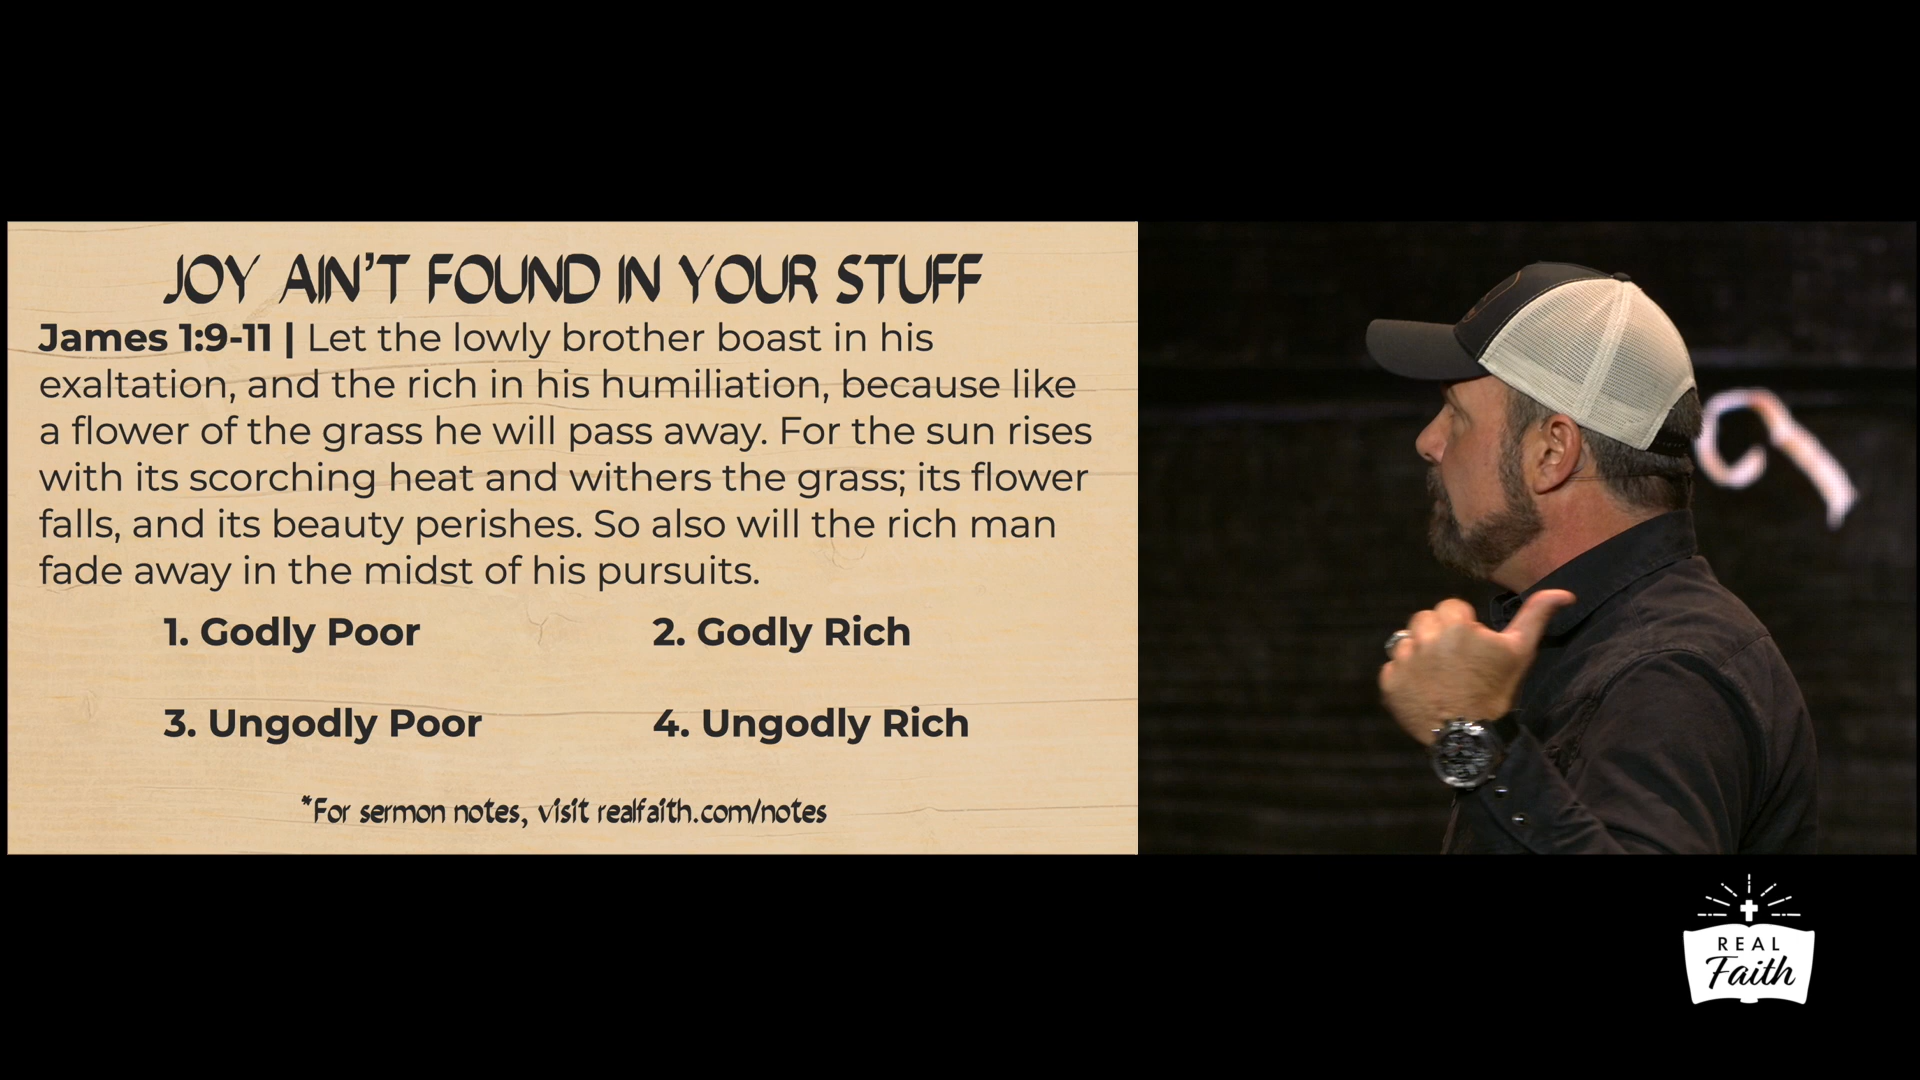 JOY AIN'T FOUND IN YOUR STUFF
James 1:9-11 | Let the lowly brother boast in his
exaltation, and the rich in his humiliation, because like
a flower of the grass he will pass away. For the sun rises
with its scorching heat and withers the grass; its flower
falls, and its beauty perishes. So also will the rich man
fade away in the midst of his pursuits.
1. Godly Poor
2. Godly Rich
3. Ungodly Poor
4. Ungodly Rich
*For sermon notes, visit realfaith.com/notes
REAL
Faith